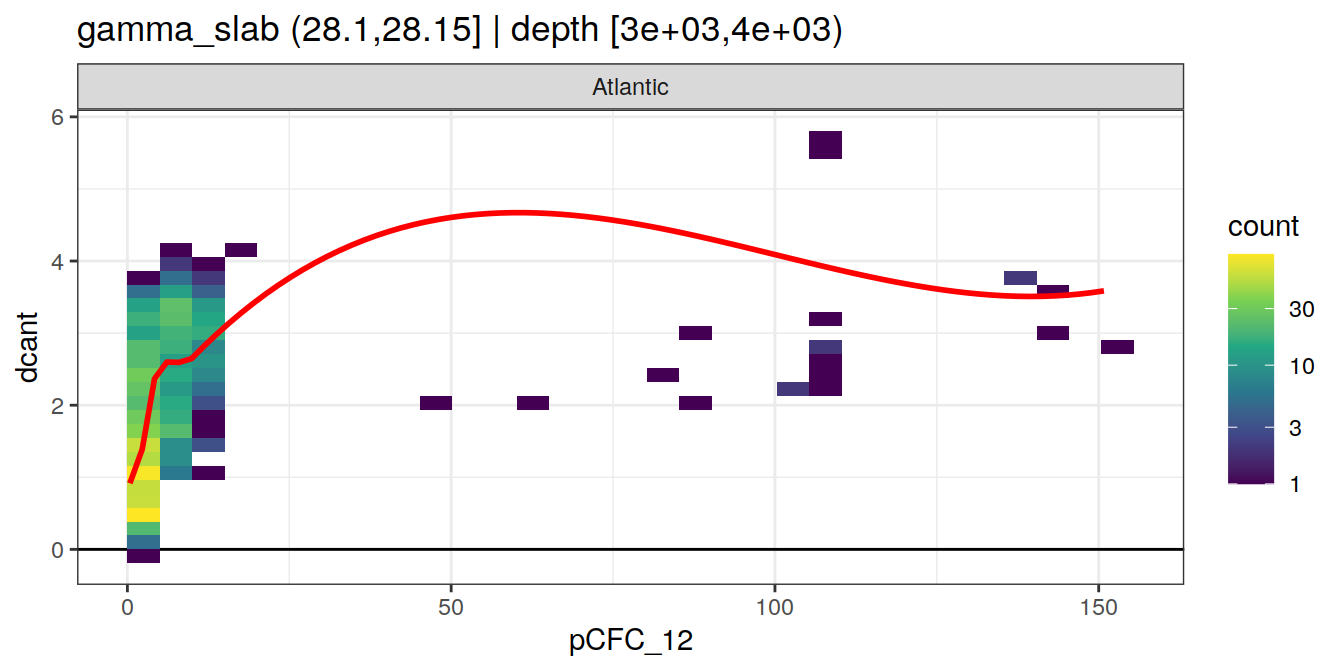 gamma_slab (28.1,28.15] | depth [3e+03,4e+03)
Atlantic
6
4
2
0
dcant
0 50 100 150
pCFC_12
count
30
10
3
1